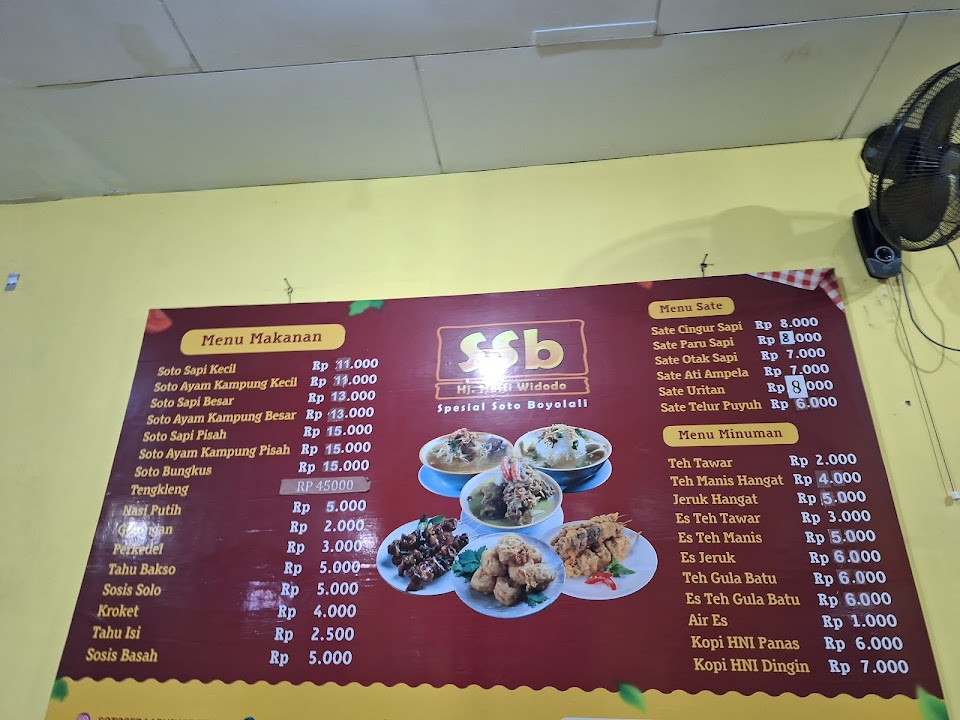 Menu Makanan
Soto Sapi Kecil Rp 11.000
Soto Ayam Kampung Kecil Rp 11.000
Soto Sapi Besar Rp 13.000
Soto Ayam Kampung Besar Rp 13.000
Soto Sapi Pisah Rp 15.000
Soto Ayam Kampung Pisah Rp 15.000
Soto Bungkus Rp 15.000
Tengkleng RP 45000
Nasi Putih Rp 5.000
Gorengan Rp 2.000
Perkedel Rp 3.000
Tahu Bakso Rp 5.000
Sosis Solo Rp 5.000
Kroket Rp 4.000
Tahu Isi Rp 2.500
Sosis Basah Rp 5.000
SSb
Hj. Widodo
Spesial Soto Boyolali
Menu Sate
Sate Cingur Sapi Rp 8.000
Sate Paru Sapi Rp 8.000
Sate Otak Sapi Rp 7.000
Sate Ati Ampela Rp 7.000
Sate Uritan Rp 8.000
Sate Telur Puyuh Rp 6.000
Menu Minuman
Teh Tawar Rp 2.000
Teh Manis Hangat Rp 4.000
Jeruk Hangat Rp 5.000
Es Teh Tawar Rp 3.000
Es Teh Manis Rp 5.000
Es Jeruk Rp 6.000
Teh Gula Batu Rp 6.000
Es Teh Gula Batu Rp 6.000
Air Es Rp 1.000
Kopi HNI Panas Rp 6.000
Kopi HNI Dingin Rp 7.000